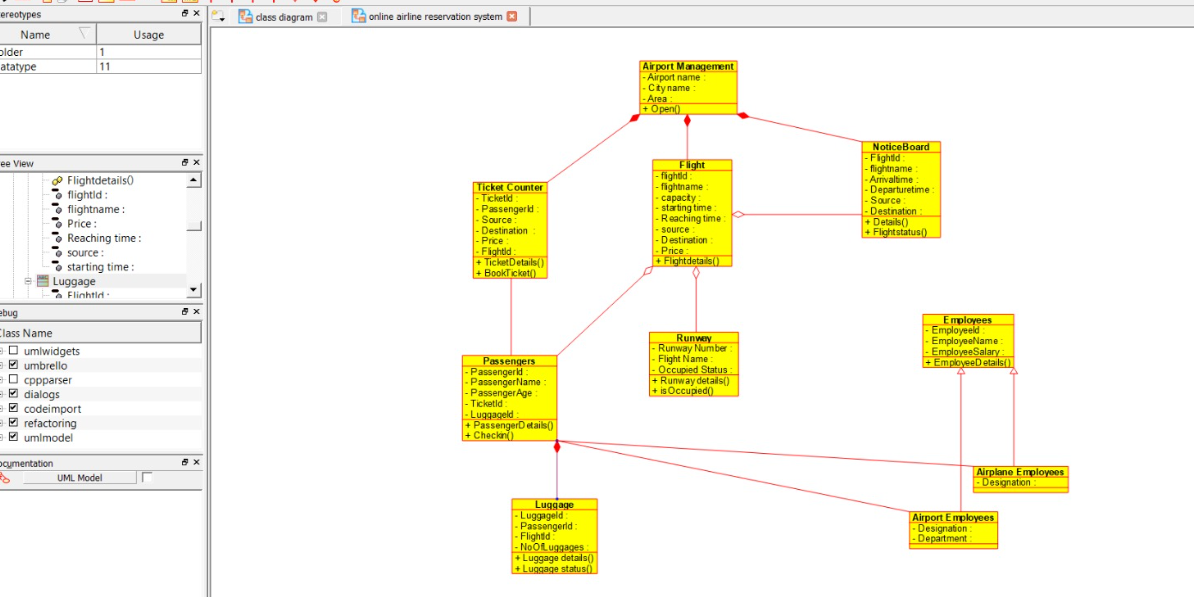 ereotypes
Name Usage
older 1
atatype 11
ee View
Flightdetails()
flightId :
flightname :
Price :
Reaching time :
source :
starting time :
Luggage
FlightId :
ebug
Class Name
umlwidgets
umbrello
cppparser
dialogs
codeimport
refactoring
umlmodel
ocumentation
UML Model
class diagram
online airline reservation system
Airport Management
- Airport name :
- City name :
- Area :
+ Open()
Ticket Counter
- TicketId :
- PassengerId :
- Source :
- Destination :
- Price :
- FlightId :
+ TicketDetails()
+ BookTicket()
Flight
- flightId :
- flightname :
- capacity :
- starting time :
- Reaching time :
- source :
- Destination :
- Price :
+ Flightdetails()
NoticeBoard
- FlightId :
- flightname :
- Arrivaltime :
- Departuretime :
- Source :
- Destination :
+ Details()
+ Flightstatus()
Passengers
- PassengerId :
- PassengerName :
- PassengerAge :
- TicketId :
- LuggageId :
+ PassengerDetails()
+ Checkin()
Runway
- Runway Number :
- Flight Name :
- Occupied Status :
+ Runway details()
+ isOccupied()
Employees
- EmployeeId :
- EmployeeName :
- EmployeeSalary :
+ EmployeeDetails()
Airplane Employees
- Designation :
Airport Employees
- Designation :
- Department :
Luggage
- LuggageId :
- PassengerId :
- FlightId :
- NoOfLuggages :
+ Luggage details()
+ Luggage status()